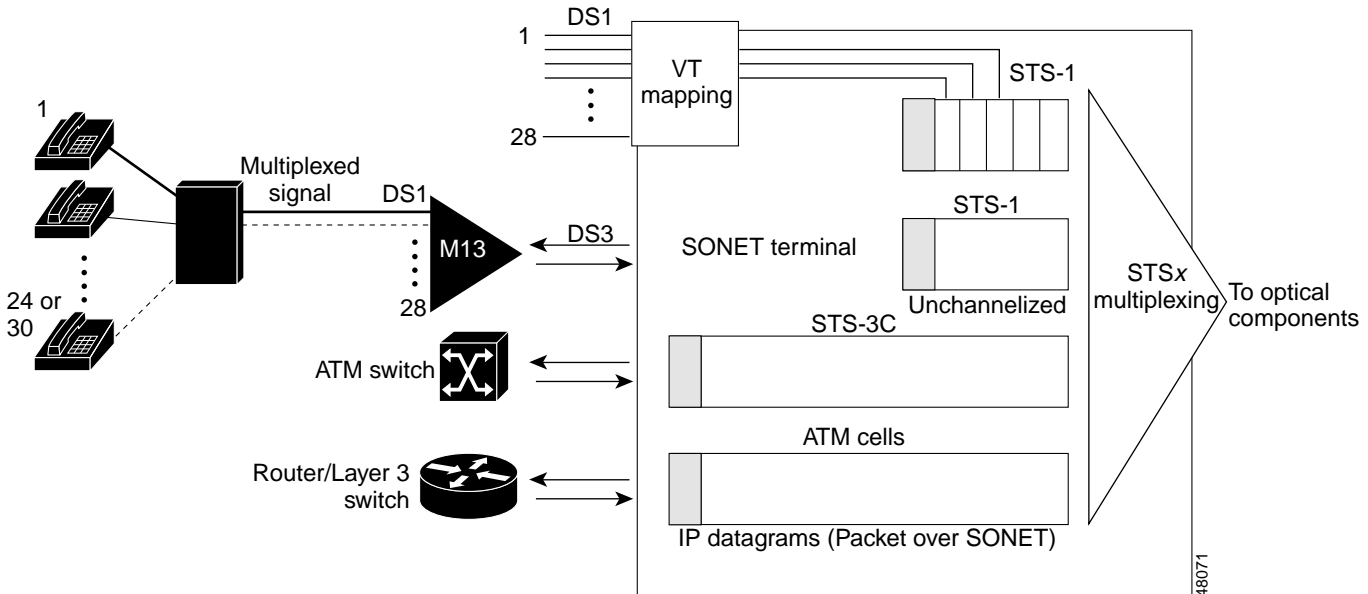 DS1
1
28
VT
mapping
STS-1
1
24 or
30
Multiplexed
signal
DS1
M13
28
DS3
SONET terminal
STS-1
Unchannelized
STSx
multiplexing
To optical
components
ATM switch
STS-3C
ATM cells
Router/Layer 3
switch
IP datagrams (Packet over SONET)
48071